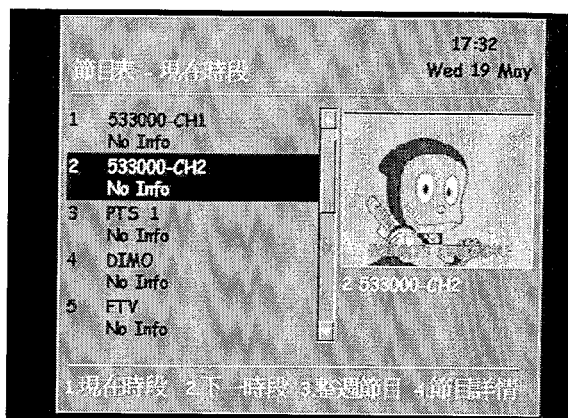 17:32
Wed 19 May
節目表 - 現在時段
1 533000-CH1
No Info
2 533000-CH2
No Info
3 PTS 1
No Info
4 DIMO
No Info
5 FTV
No Info
2 533000-CH2
1.現在時段 2.下一時段 3.整週節目 4.節目詳情